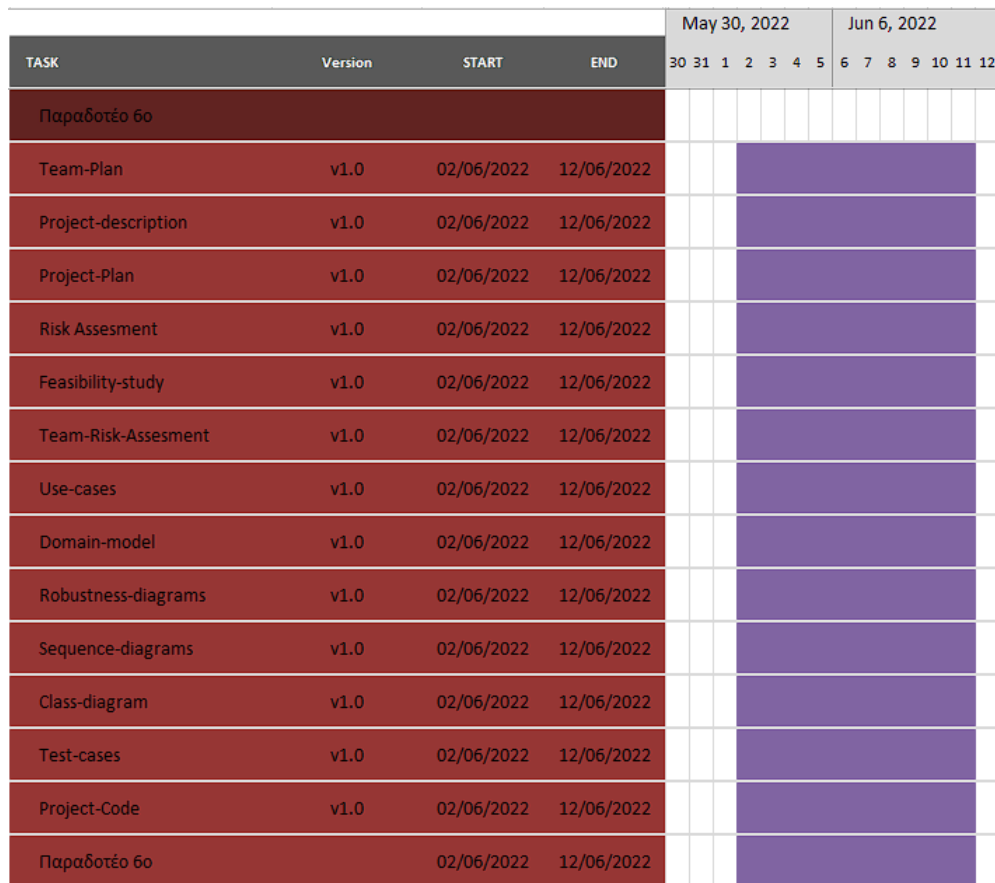 May 30, 2022 Jun 6, 2022
TASK Version START END 30 31 1 2 3 4 5 6 7 8 9 10 11 12
Παραδοτέο 6ο
Team-Plan v1.0 02/06/2022 12/06/2022
Project-description v1.0 02/06/2022 12/06/2022
Project-Plan v1.0 02/06/2022 12/06/2022
Risk Assesment v1.0 02/06/2022 12/06/2022
Feasibility-study v1.0 02/06/2022 12/06/2022
Team-Risk-Assesment v1.0 02/06/2022 12/06/2022
Use-cases v1.0 02/06/2022 12/06/2022
Domain-model v1.0 02/06/2022 12/06/2022
Robustness-diagrams v1.0 02/06/2022 12/06/2022
Sequence-diagrams v1.0 02/06/2022 12/06/2022
Class-diagram v1.0 02/06/2022 12/06/2022
Test-cases v1.0 02/06/2022 12/06/2022
Project-Code v1.0 02/06/2022 12/06/2022
Παραδοτέο 6ο 02/06/2022 12/06/2022